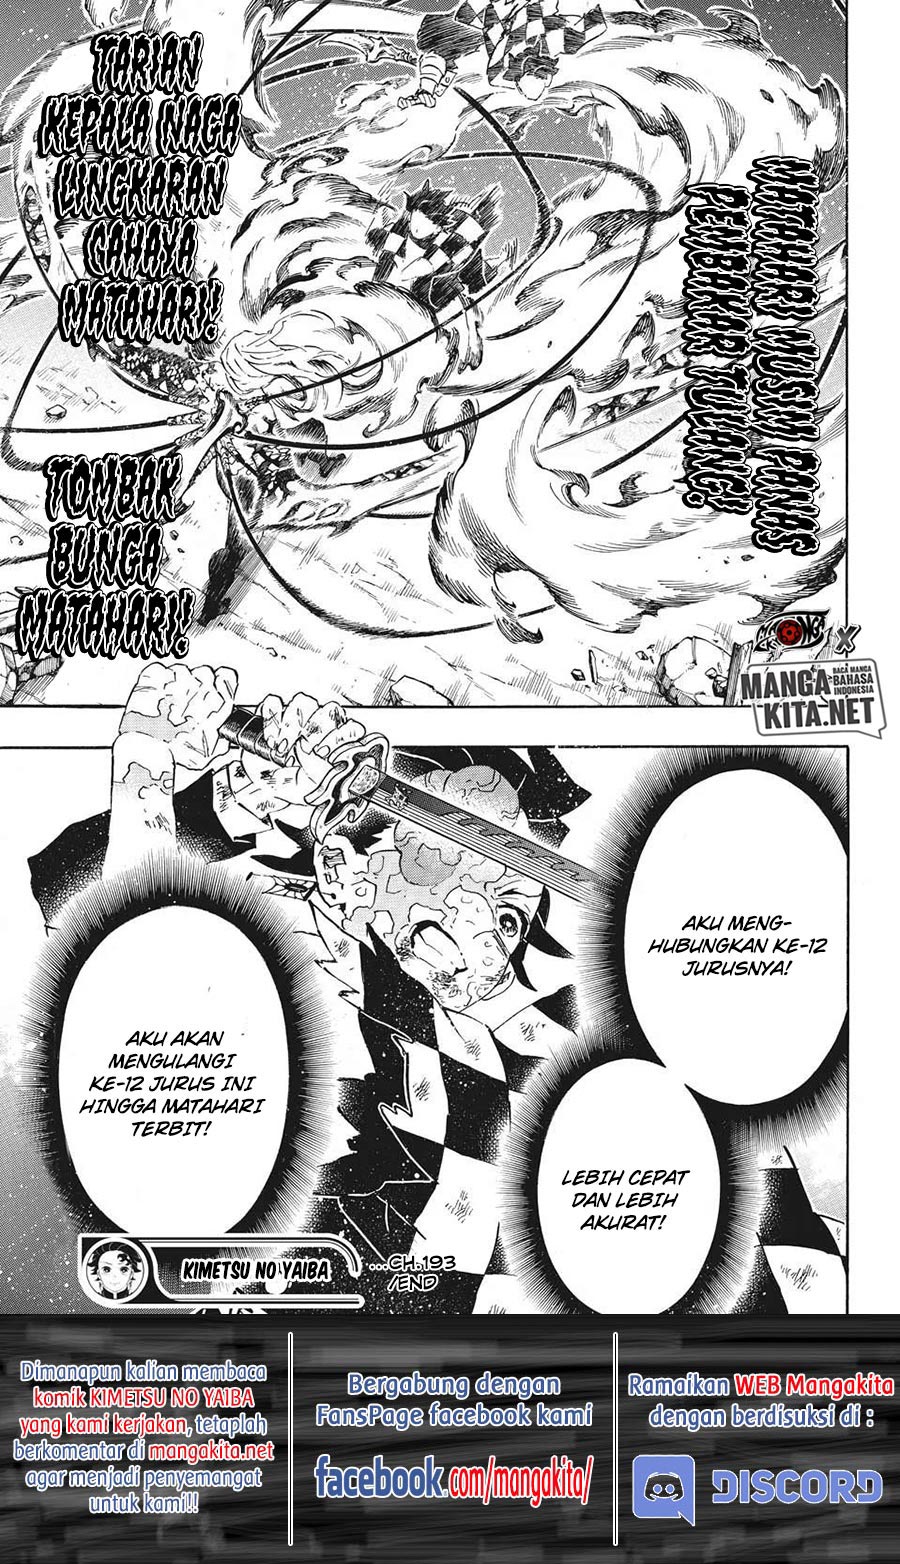 MATAHARI MUSIM PANAS
PEMBAKAR TULANG!!
TARIAN
KEPALA NAGA
LINGKARAN
CAHAYA
MATAHARI!
TOMBAK
BUNGA
MATAHARI!!
X
MANGA
KITA.NET
BACA MANGA
BAHASA
INDONESIA
AKU MENG-
HUBUNGKAN KE-12
JURUSNYA!
LEBIH CEPAT
DAN LEBIH
AKURAT!
AKU AKAN
MENGULANGI
KE-12 JURUS INI
HINGGA MATAHARI
TERBIT!
KIMETSU NO YAIBA
...CH.193
/END
Dimanapun kalian membaca
komik KIMETSU NO YAIBA
yang kami kerjakan, tetaplah
berkomentar di mangakita.net
agar menjadi penyemangat
untuk kami!!
Bergabung dengan
FansPage facebook kami
facebook.com/mangakita/
Ramaikan WEB Mangakita
dengan berdisuksi di :
DISCORD